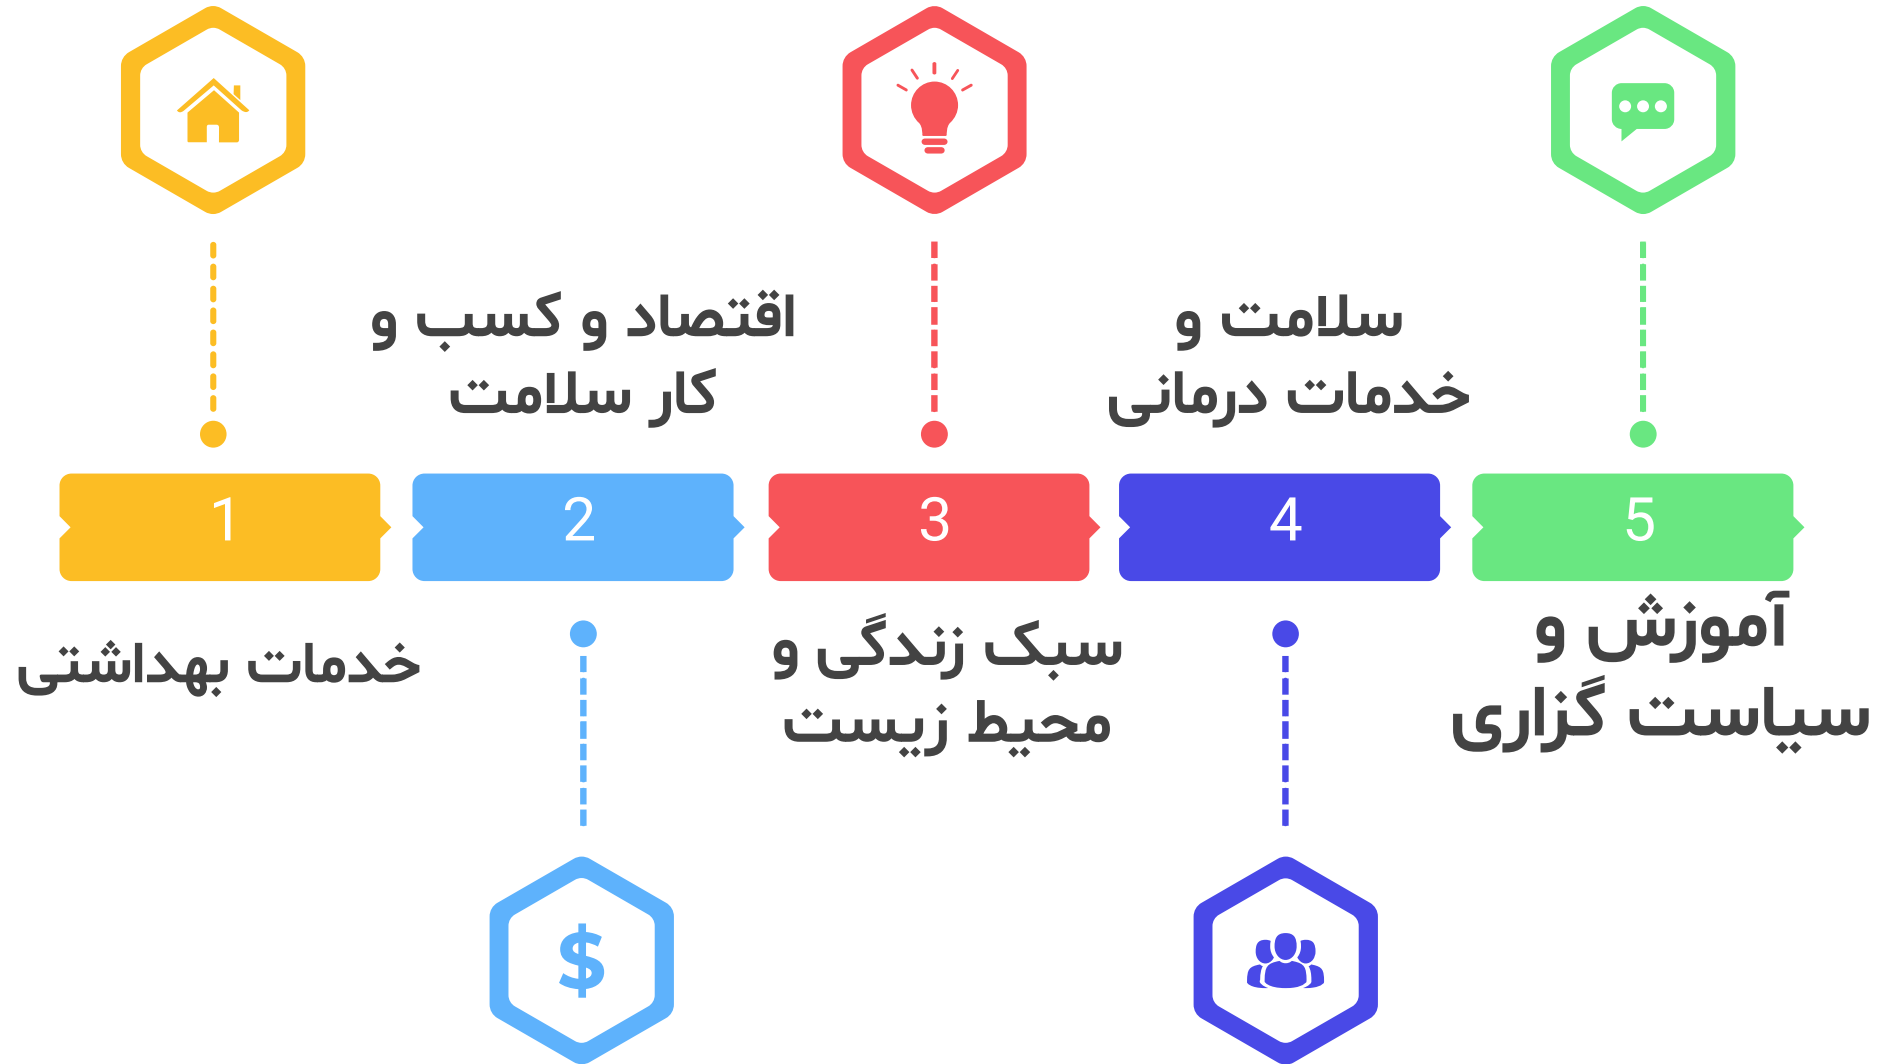 1
خدمات بهداشتی
2
اقتصاد و کسب و
کار سلامت
3
سبک زندگی و
محیط زیست
4
سلامت و
خدمات درمانی
5
آموزش و
سیاست گزاری
$